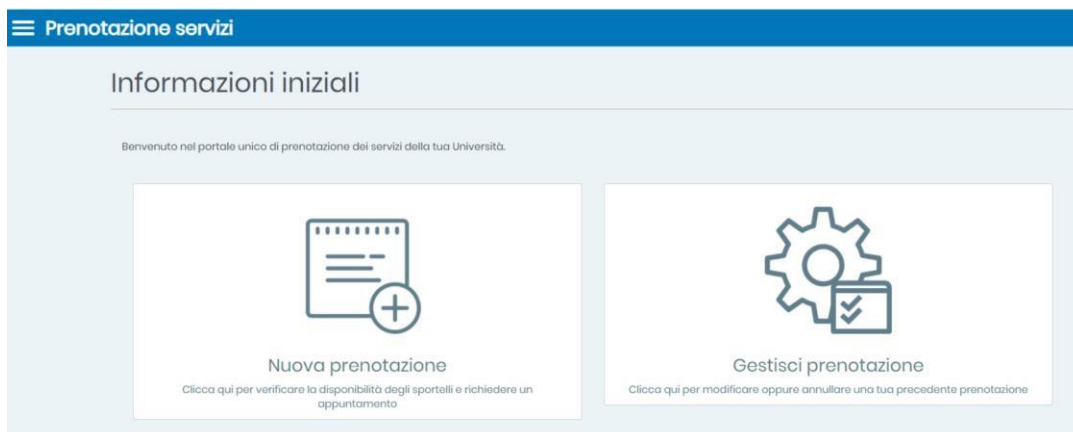 Prenotazione servizi
Informazioni iniziali
Benvenuto nel portale unico di prenotazione dei servizi della tua Università.
Nuova prenotazione
Clicca qui per verificare la disponibilità degli sportelli e richiedere un
appuntamento
Gestisci prenotazione
Clicca qui per modificare oppure annullare una tua precedente prenotazione